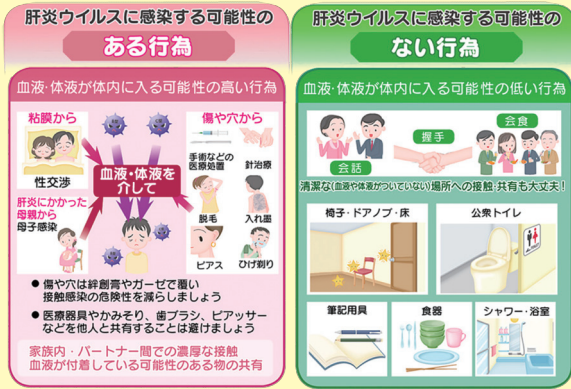 肝炎ウイルスに感染する可能性の
ある行為
血液･体液が体内に入る可能性の高い行為
粘膜から
性交渉
肝炎にかかった
母親から
母子感染
血液･体液を
介して
傷や穴から
手術などの
医療処置
針治療
脱毛
入れ墨
ピアス
ひげ剃り
● 傷や穴は絆創膏やガーゼで覆い
接触感染の危険性を減らしましょう
● 医療器具やかみそり、歯ブラシ、ピアッサー
などを他人と共有することは避けましょう
家族内・パートナー間での濃厚な接触
血液が付着している可能性のある物の共有
肝炎ウイルスに感染する可能性の
ない行為
血液･体液が体内に入る可能性の低い行為
会話
握手
会食
清潔な(血液や体液がついていない)場所への接触･共有も大丈夫！
椅子･ドアノブ･床
公衆トイレ
筆記用具
食器
シャワー･浴室